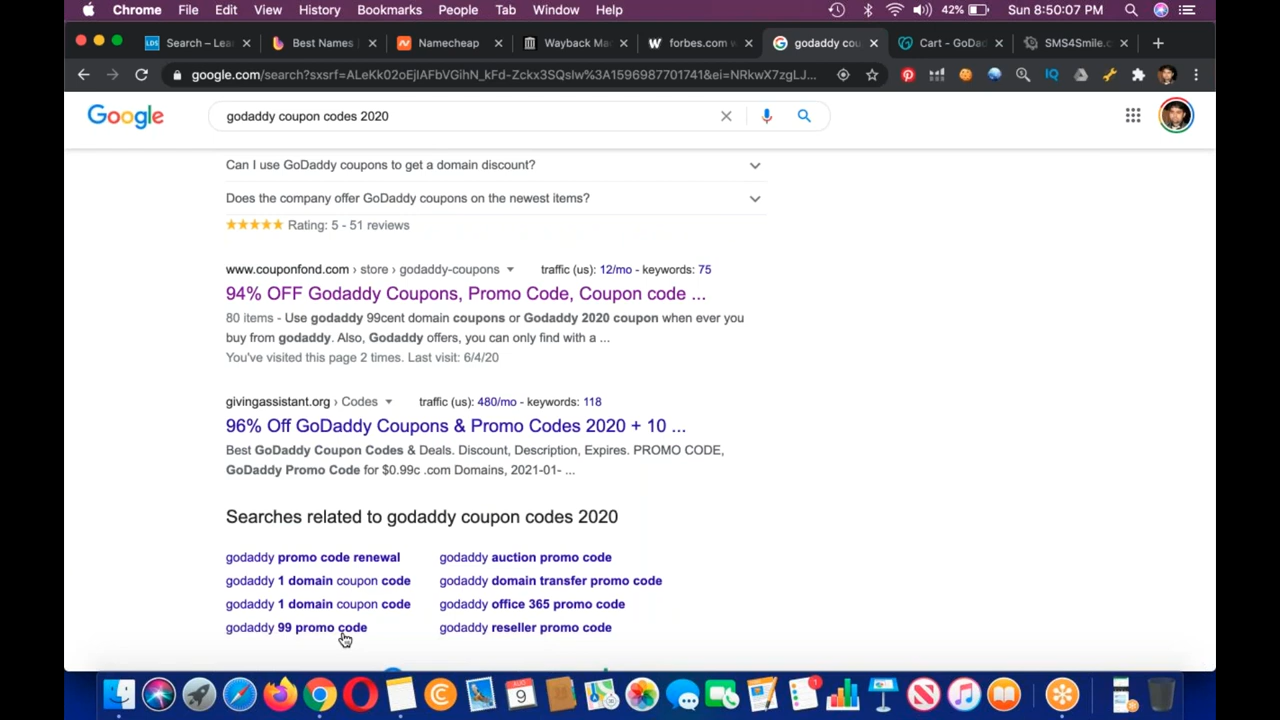 Chrome File Edit View History Bookmarks People Tab Window Help 42% Sun 8:50:07 PM
LDS Search – Lea Best Names Namecheap Wayback Ma forbes.com w godaddy cou Cart - GoDad SMS4Smile.c
google.com/search?sxsrf=ALeKk02oEjIAFbVGihN_kFd-Zckx3SQslw%3A1596987701741&ei=NRkwX7zgLJ... IQ
Google godaddy coupon codes 2020
Can I use GoDaddy coupons to get a domain discount?
Does the company offer GoDaddy coupons on the newest items?
★★★★★ Rating: 5 - 51 reviews
www.couponfond.com › store › godaddy-coupons traffic (us): 12/mo - keywords: 75
94% OFF Godaddy Coupons, Promo Code, Coupon code ...
80 items - Use godaddy 99cent domain coupons or Godaddy 2020 coupon when ever you
buy from godaddy. Also, Godaddy offers, you can only find with a ...
You've visited this page 2 times. Last visit: 6/4/20
givingassistant.org › Codes traffic (us): 480/mo - keywords: 118
96% Off GoDaddy Coupons & Promo Codes 2020 + 10 ...
Best GoDaddy Coupon Codes & Deals. Discount, Description, Expires. PROMO CODE,
GoDaddy Promo Code for $0.99c .com Domains, 2021-01- ...
Searches related to godaddy coupon codes 2020
godaddy promo code renewal godaddy auction promo code
godaddy 1 domain coupon code godaddy domain transfer promo code
godaddy 1 domain coupon code godaddy office 365 promo code
godaddy 99 promo code godaddy reseller promo code
AUG
9
1